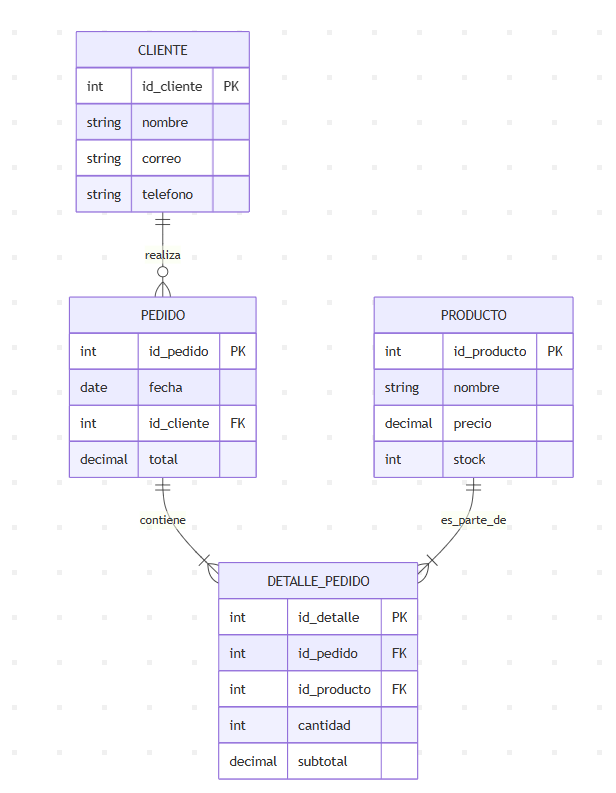 CLIENTE
int id_cliente PK
string nombre
string correo
string telefono
realiza
PEDIDO
int id_pedido PK
date fecha
int id_cliente FK
decimal total
PRODUCTO
int id_producto PK
string nombre
decimal precio
int stock
contiene
es_parte_de
DETALLE_PEDIDO
int id_detalle PK
int id_pedido FK
int id_producto FK
int cantidad
decimal subtotal